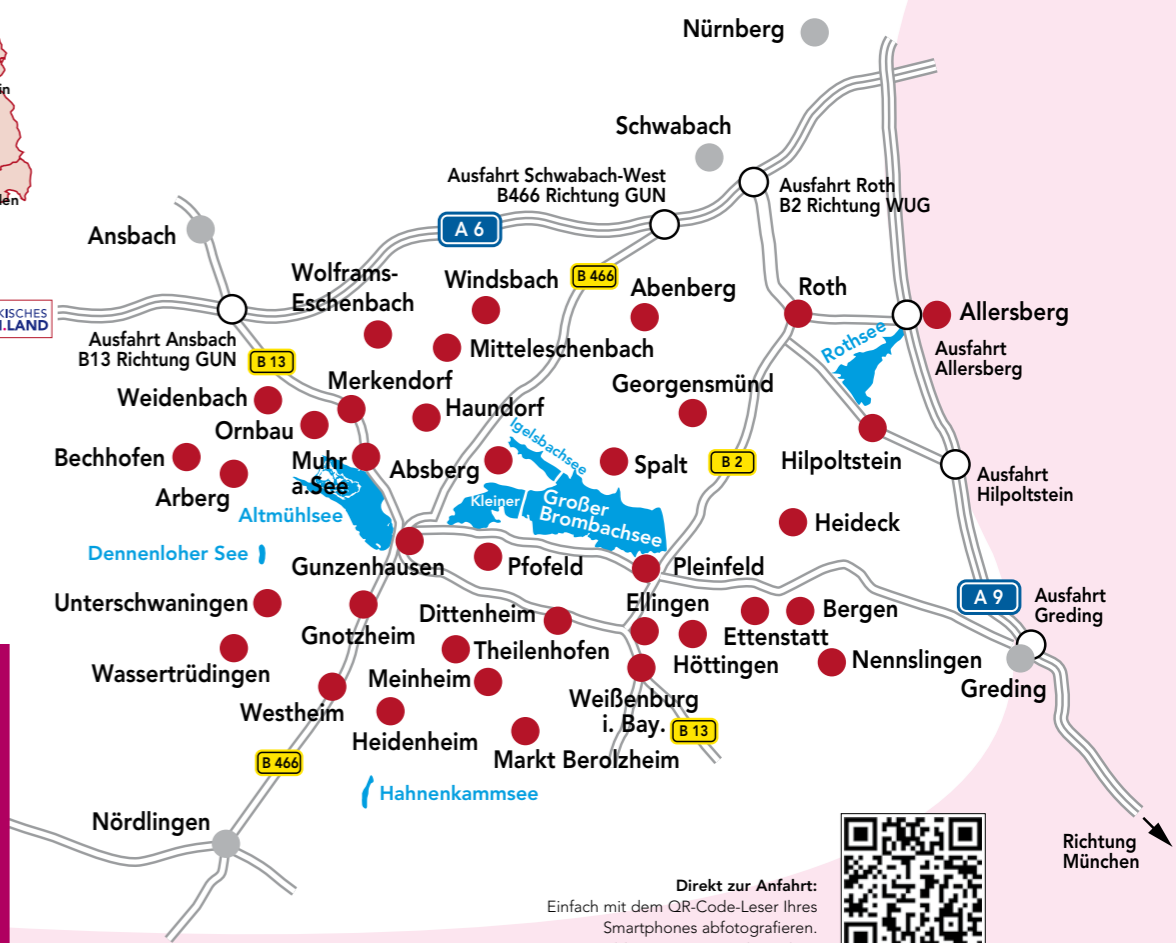 Nürnberg
Schwabach
Ausfahrt Schwabach-West
B466 Richtung GUN
Ausfahrt Roth
B2 Richtung WUG
Ansbach
A 6
Wolframs-
Eschenbach
Windsbach
B 466
Abenberg
Roth
LAND
Allersberg
Ausfahrt Ansbach
B13 Richtung GUN
B 13
Mitteleschenbach
Rothsee
Ausfahrt
Allersberg
Weidenbach
Merkendorf
Haundorf
Georgensmünd
Ornbau
Igelsbachsee
Bechhofen
Muhr
a.See
Absberg
Spalt
B 2
Hilpoltstein
Ausfahrt
Hilpoltstein
Arberg
Altmühlsee
Kleiner
Großer
Brombachsee
Heideck
Dennenloher See
Gunzenhausen
Pfofeld
Pleinfeld
Unterschwaningen
Gnotzheim
Dittenheim
Ellingen
Ettenstatt
Bergen
A 9
Ausfahrt
Greding
Wassertrüdingen
Theilenhofen
Höttingen
Nennslingen
Greding
Meinheim
Westheim
Weißenburg
i. Bay.
B 13
Heidenheim
Markt Berolzheim
B 466
Hahnenkammsee
Nördlingen
Richtung
München
Direkt zur Anfahrt:
Einfach mit dem QR-Code-Leser Ihres
Smartphones abfotografieren.